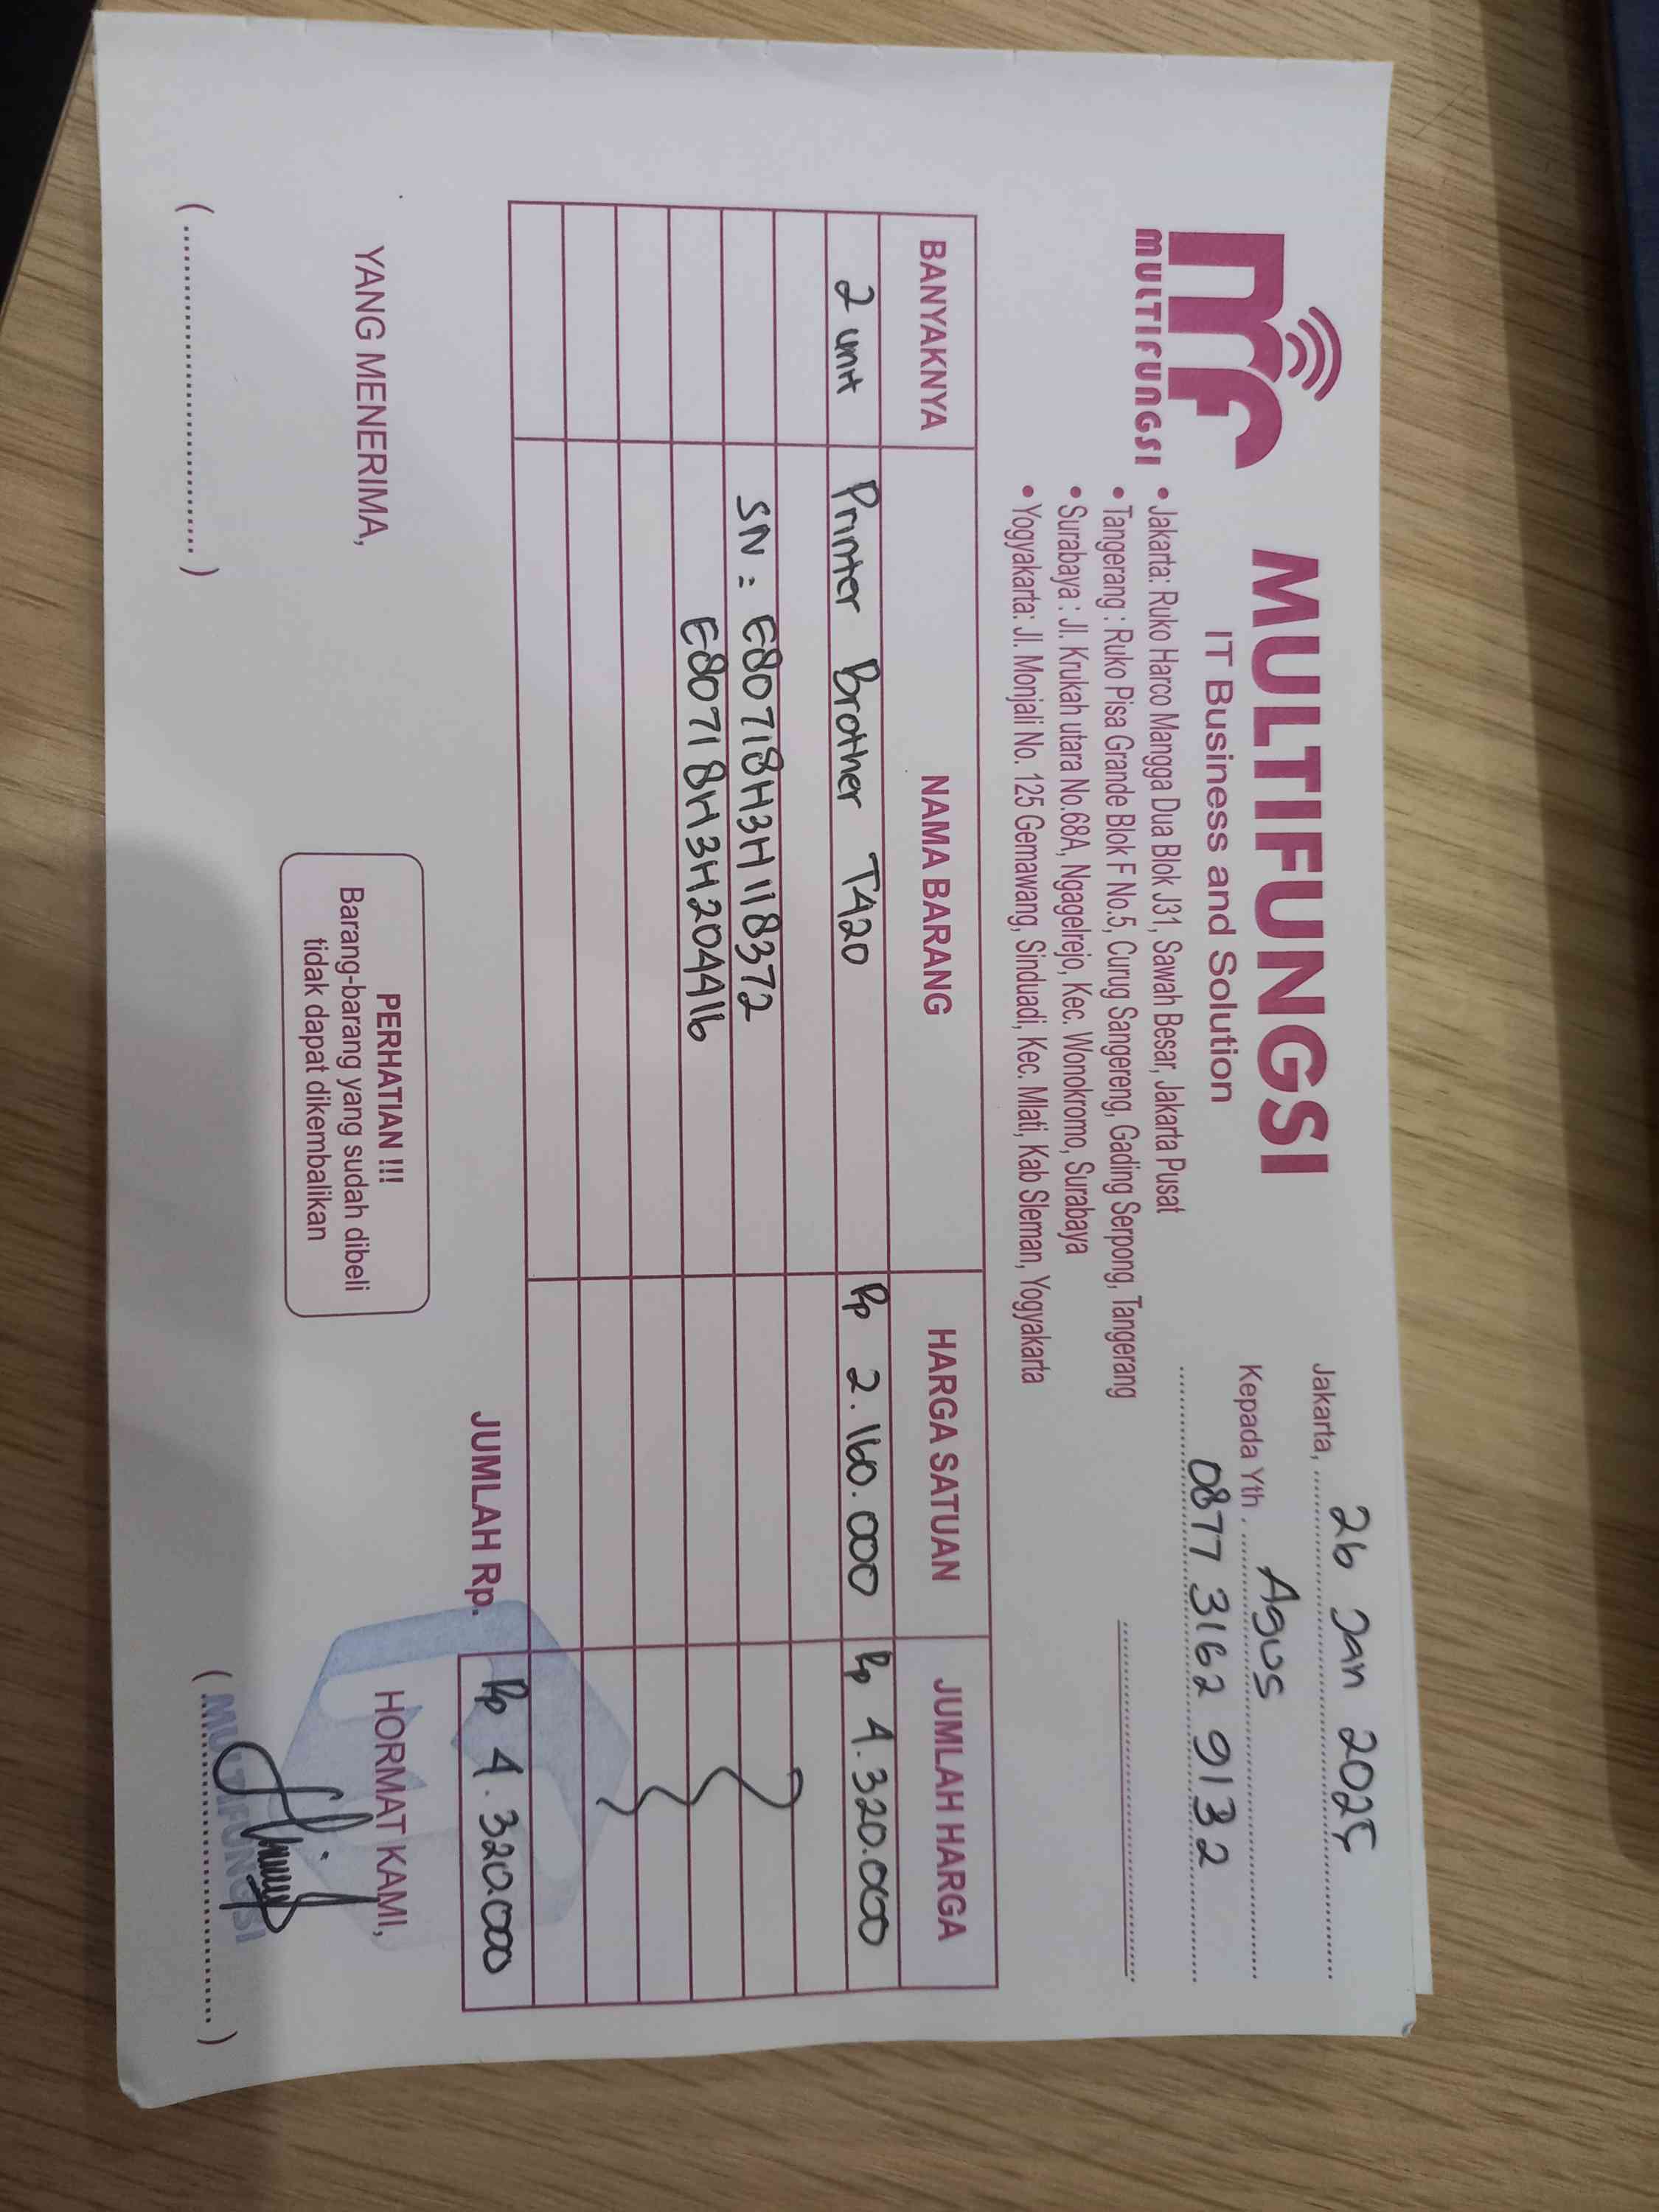 MULTIFUNGSI
MULTIFUNGSI
IT Business and Solution
• Jakarta: Ruko Harco Mangga Dua Blok J31, Sawah Besar, Jakarta Pusat
• Tangerang : Ruko Pisa Grande Blok F No.5, Curug Sangereng, Gading Serpong, Tangerang
• Surabaya : Jl. Krukah utara No.68A, Ngagelrejo, Kec. Wonokromo, Surabaya
• Yogyakarta: Jl. Monjali No. 125 Gemawang, Sinduadi, Kec. Mlati, Kab Sleman, Yogyakarta
Jakarta, 26 Jan 2025
Kepada Yth. Agus
0877 3162 9132
BANYAKNYA NAMA BARANG HARGA SATUAN JUMLAH HARGA
2 unit Printer Brother T420 Rp 2.160.000 Rp 4.320.000
SN : E80718H3H118372
E80718H3H204416
JUMLAH Rp. Rp 4.320.000
YANG MENERIMA,
PERHATIAN !!!
Barang-barang yang sudah dibeli
tidak dapat dikembalikan
HORMAT KAMI,
MULTIFUNGSI